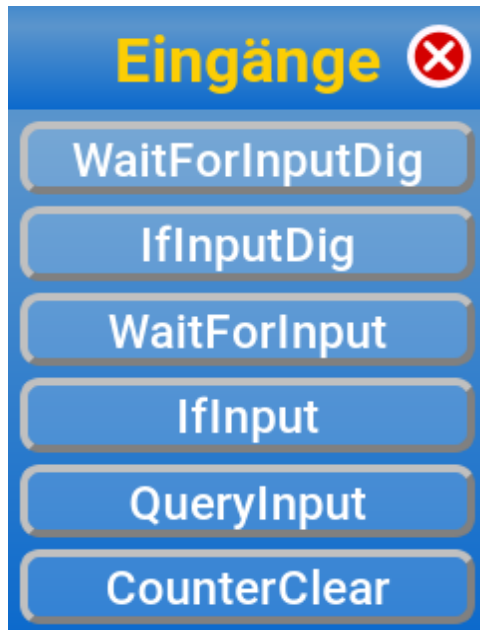 Eingänge
WaitForInputDig
IfInputDig
WaitForInput
IfInput
QueryInput
CounterClear